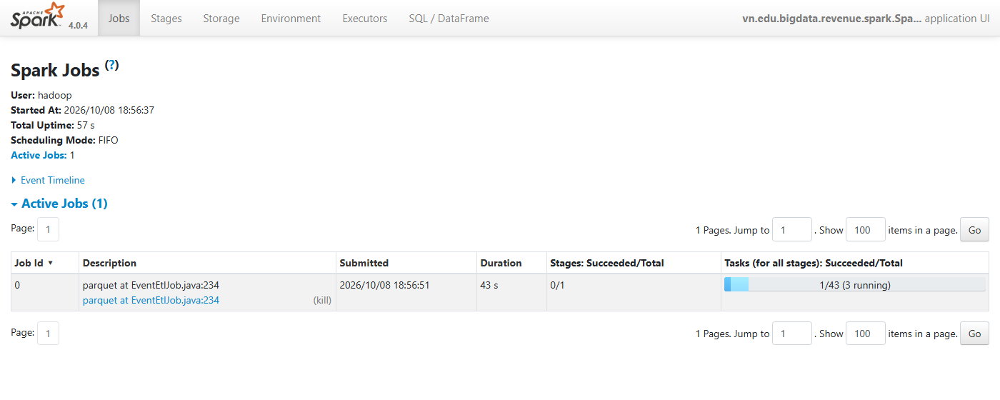 APACHE
Spark 4.0.4 Jobs Stages Storage Environment Executors SQL / DataFrame vn.edu.bigdata.revenue.spark.Spa... application UI
Spark Jobs (?)
User: hadoop
Started At: 2026/10/08 18:56:37
Total Uptime: 57 s
Scheduling Mode: FIFO
Active Jobs: 1
Event Timeline
Active Jobs (1)
Page: 1 1 Pages. Jump to 1 . Show 100 items in a page. Go
Job Id ▾ Description Submitted Duration Stages: Succeeded/Total Tasks (for all stages): Succeeded/Total
0 parquet at EventEtlJob.java:234 2026/10/08 18:56:51 43 s 0/1 1/43 (3 running)
parquet at EventEtlJob.java:234 (kill)
Page: 1 1 Pages. Jump to 1 . Show 100 items in a page. Go